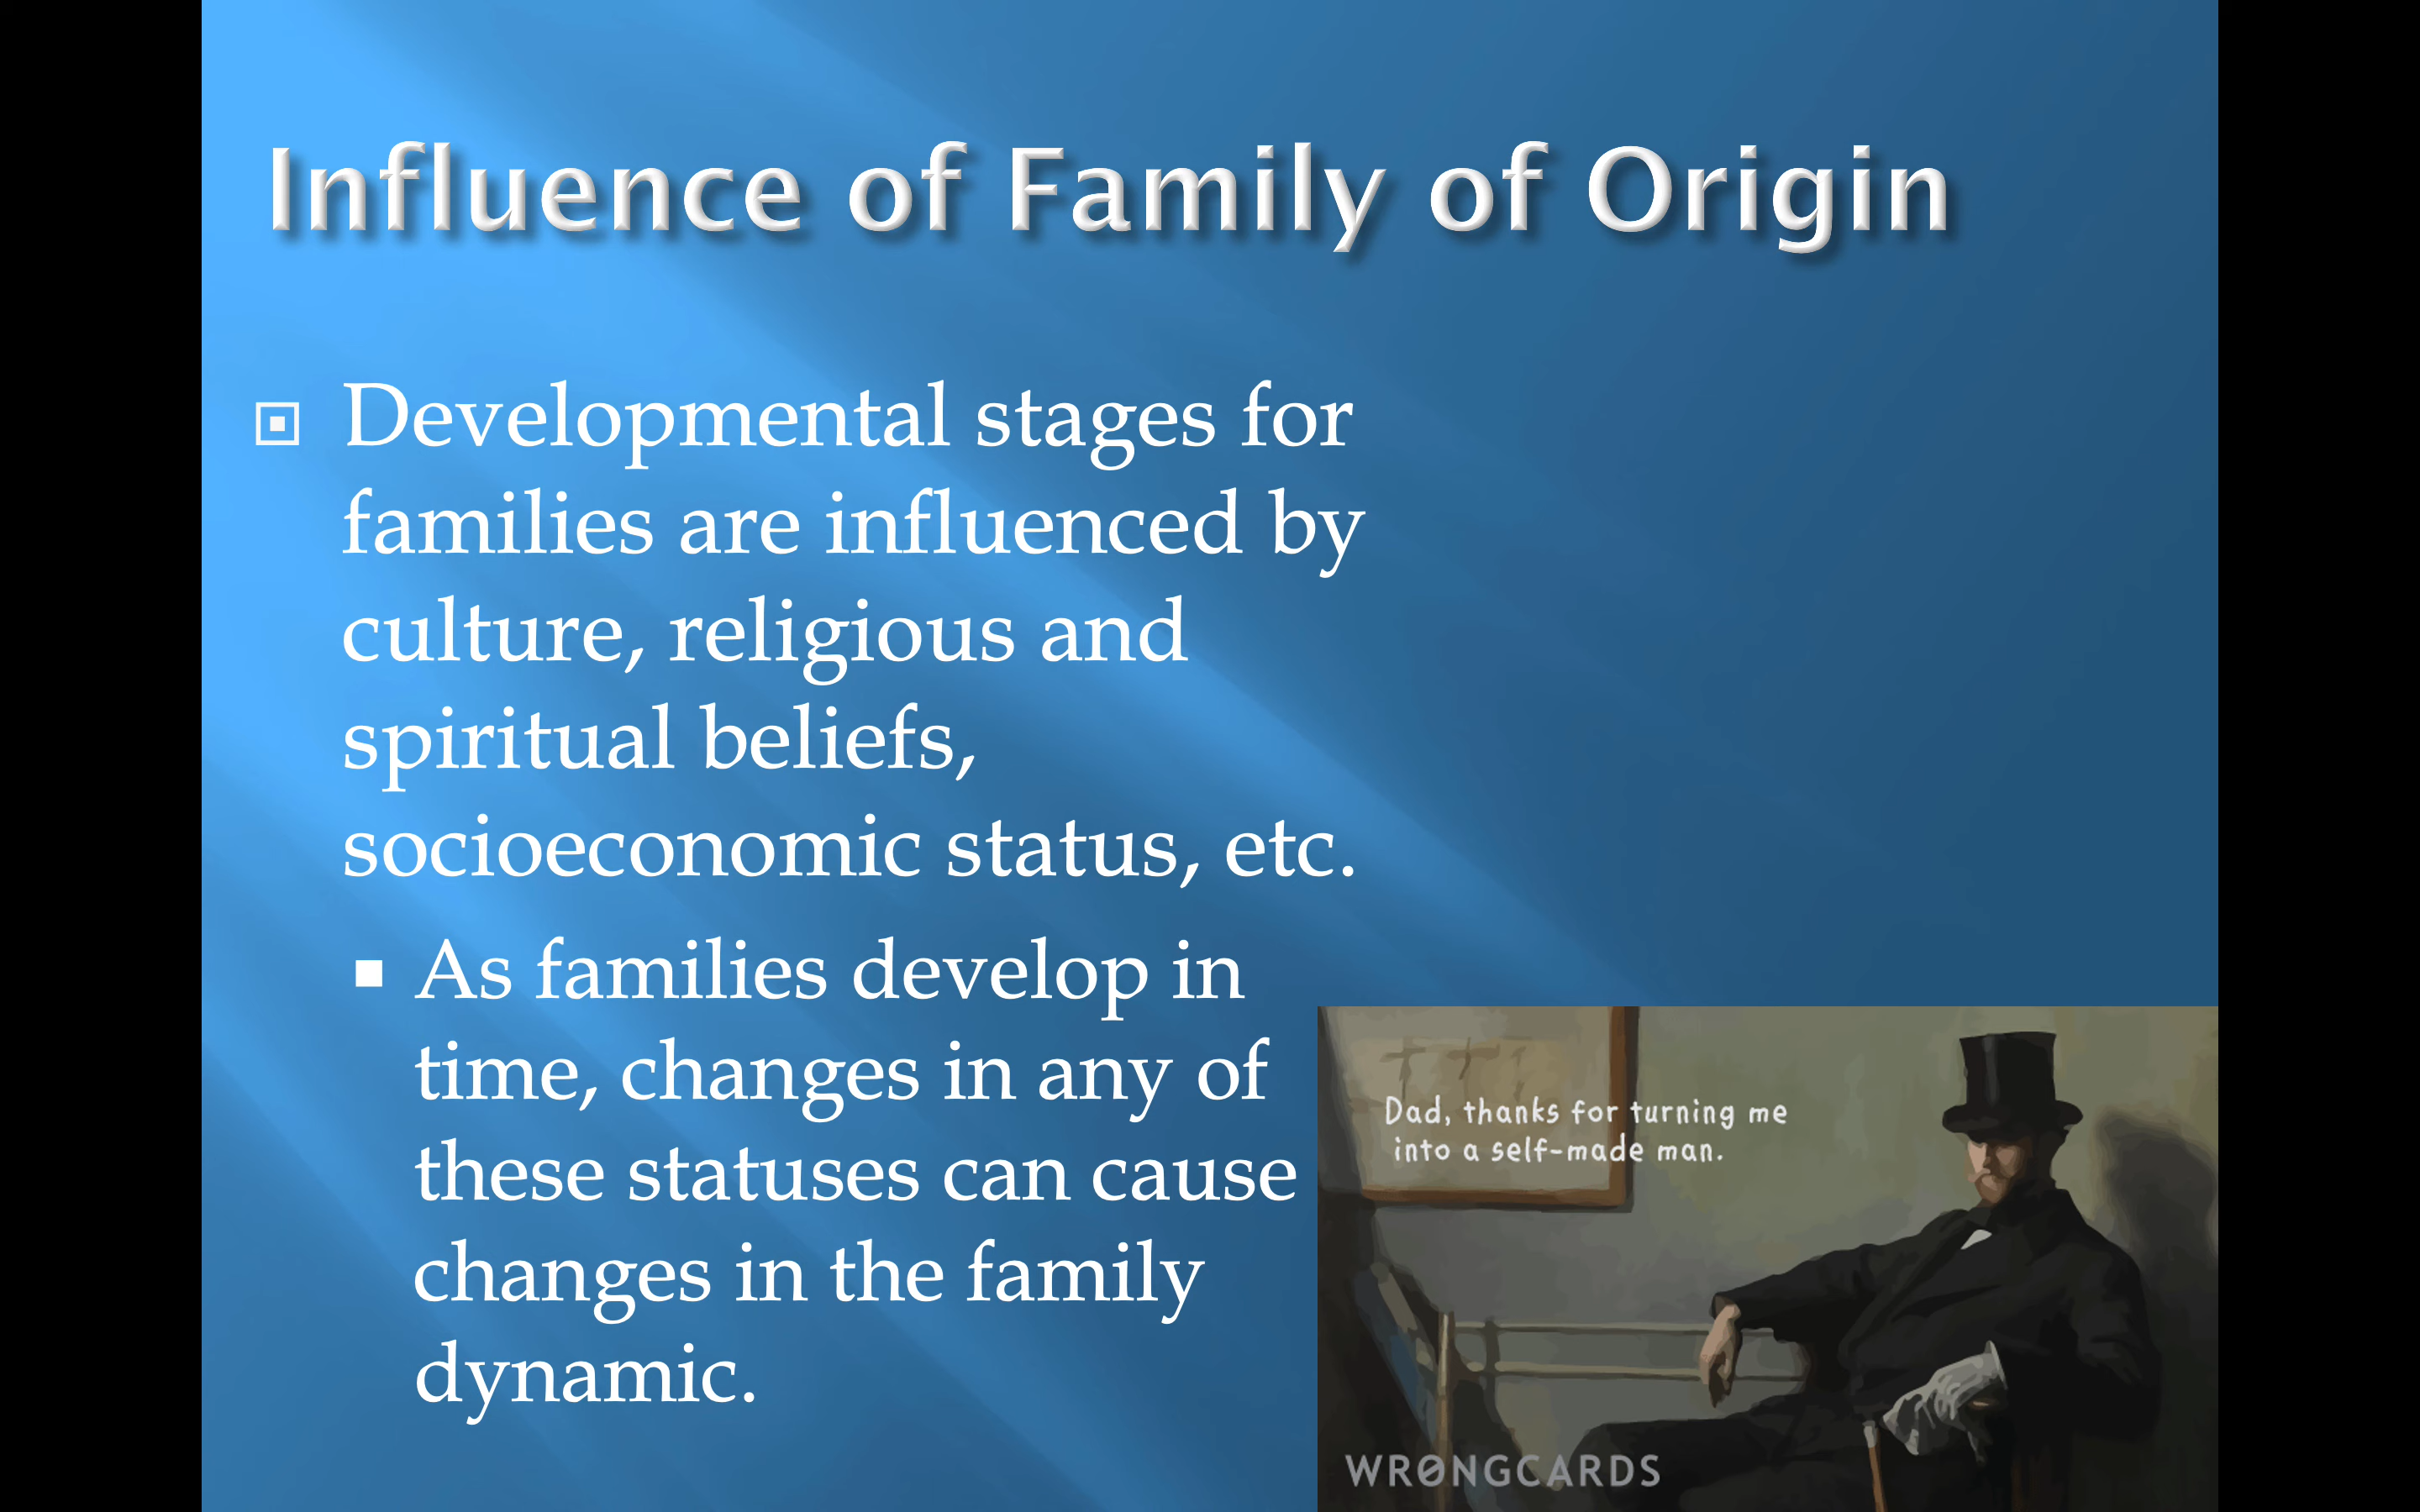 Influence of Family of Origin
Developmental stages for
families are influenced by
culture, religious and
spiritual beliefs,
socioeconomic status, etc.
As families develop in
time, changes in any of
these statuses can cause
changes in the family
dynamic.
Dad, thanks for turning me
into a self-made man.
WRONGCARDS